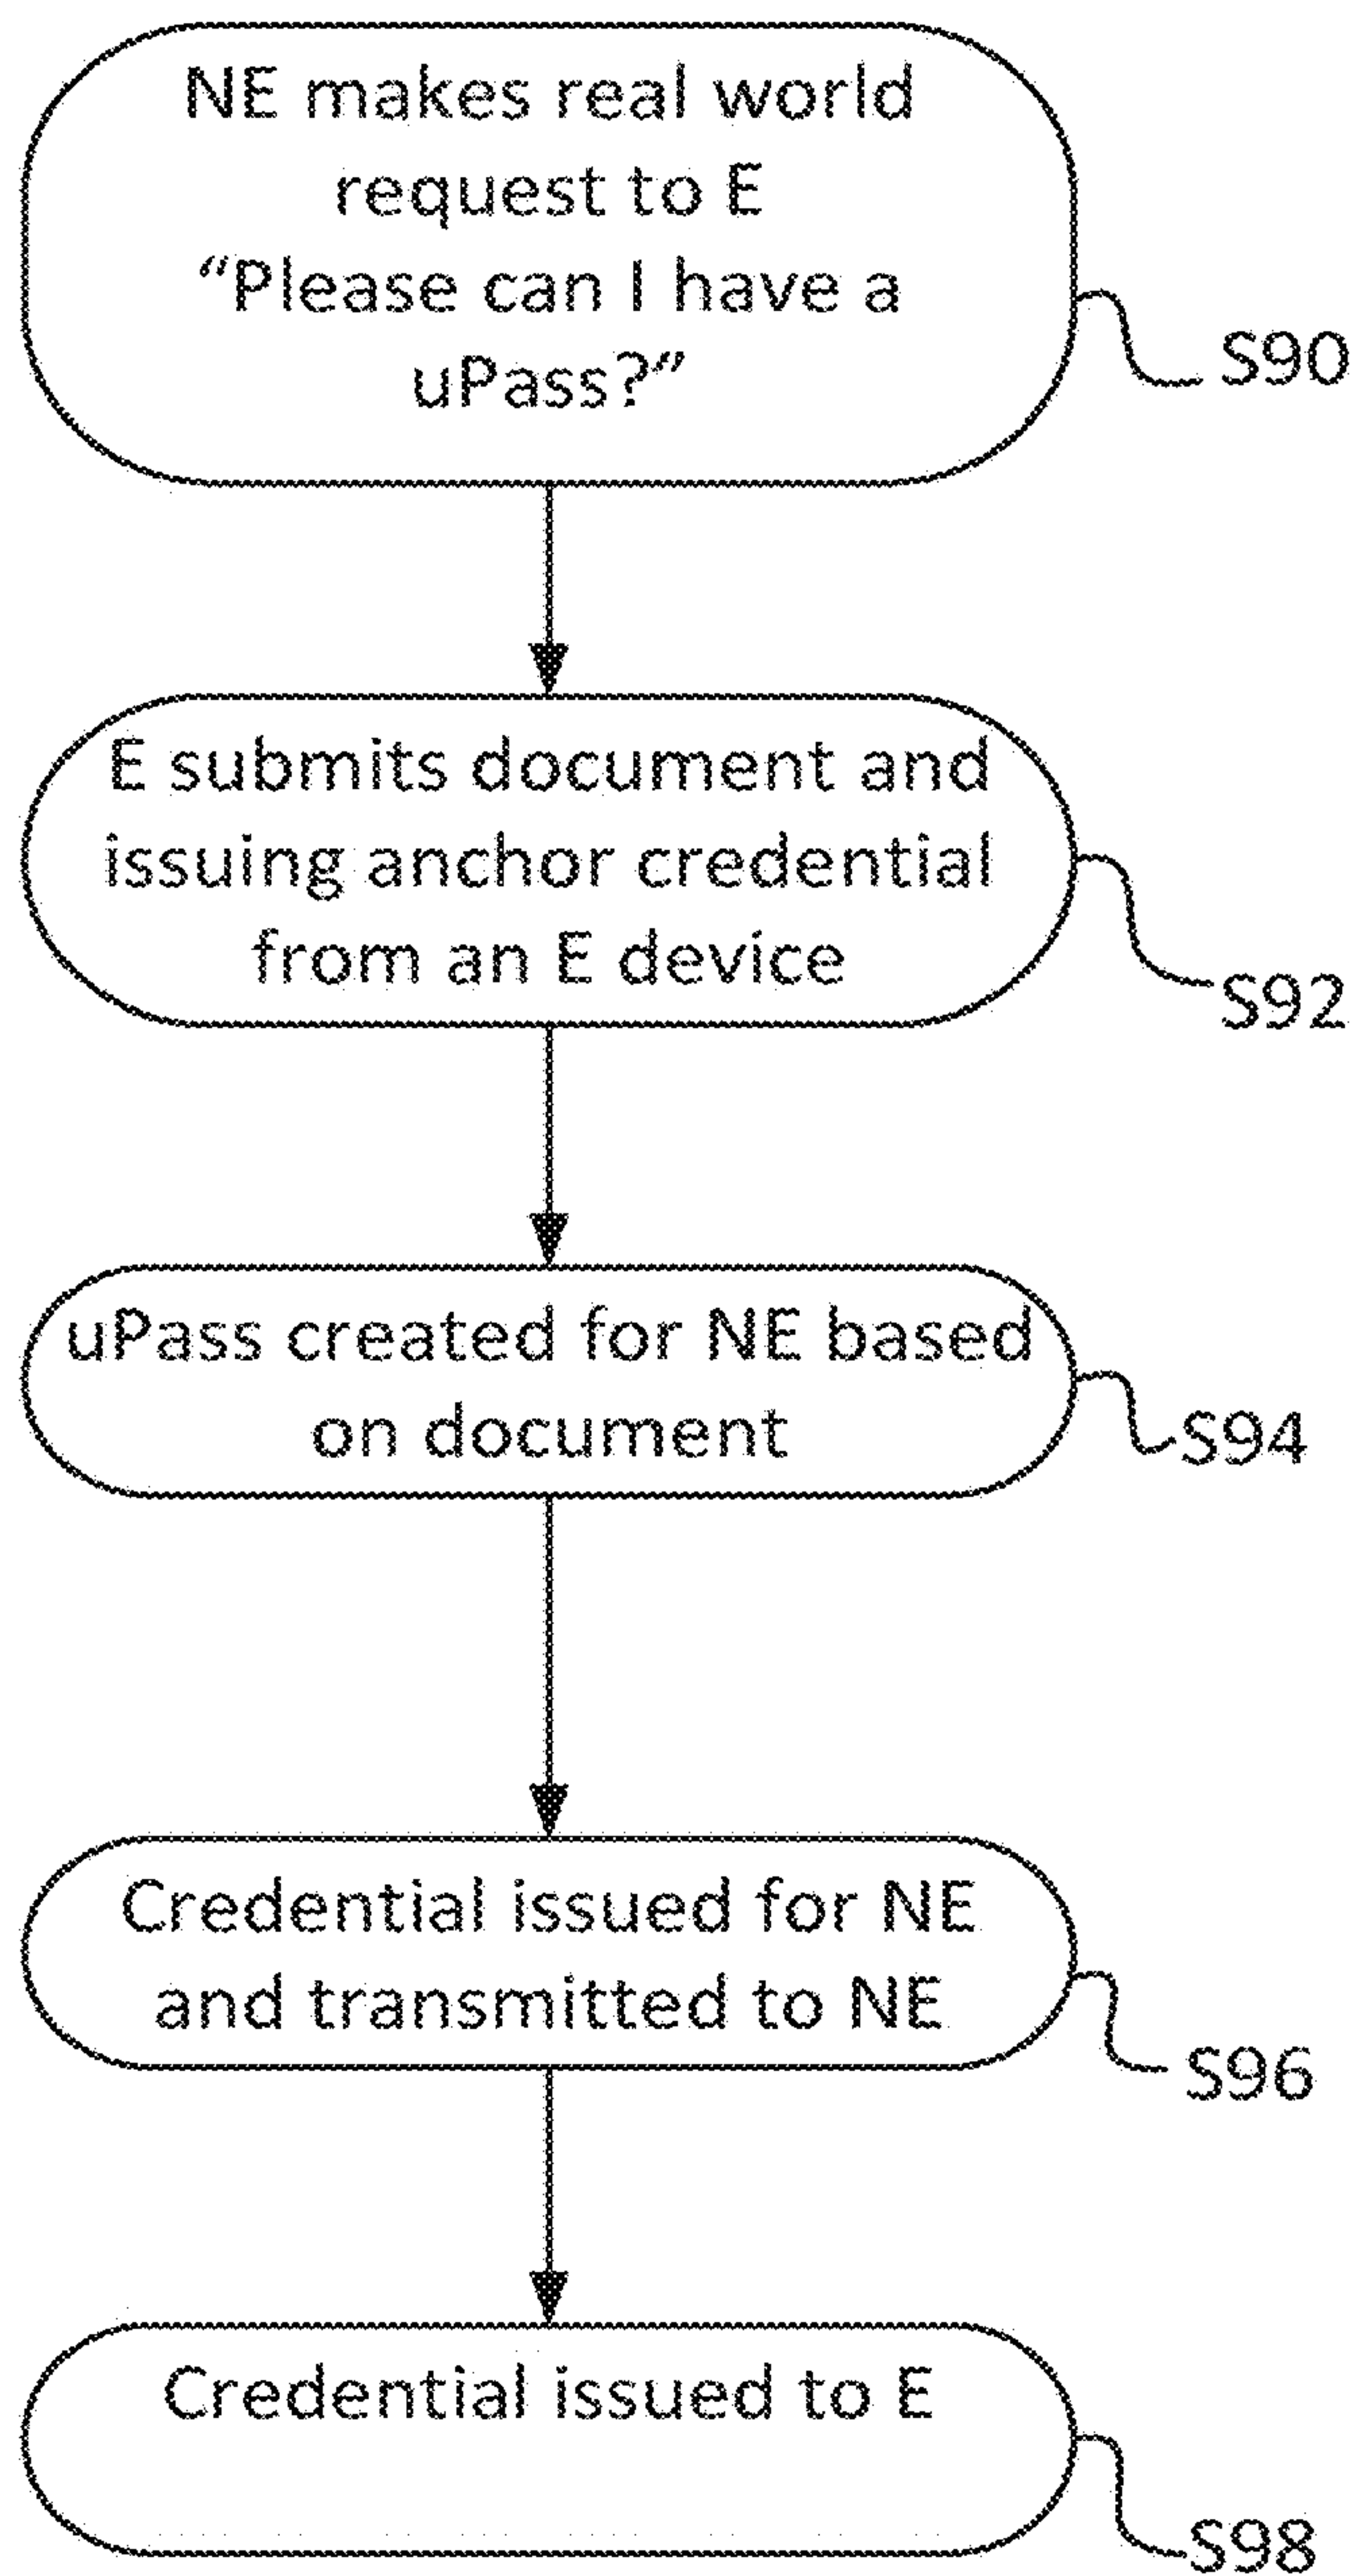 NE makes real world
request to E
“Please can I have a
uPass?”
S90
E submits document and
issuing anchor credential
from an E device
S92
uPass created for NE based
on document
S94
Credential issued for NE
and transmitted to NE
S96
Credential issued to E
S98